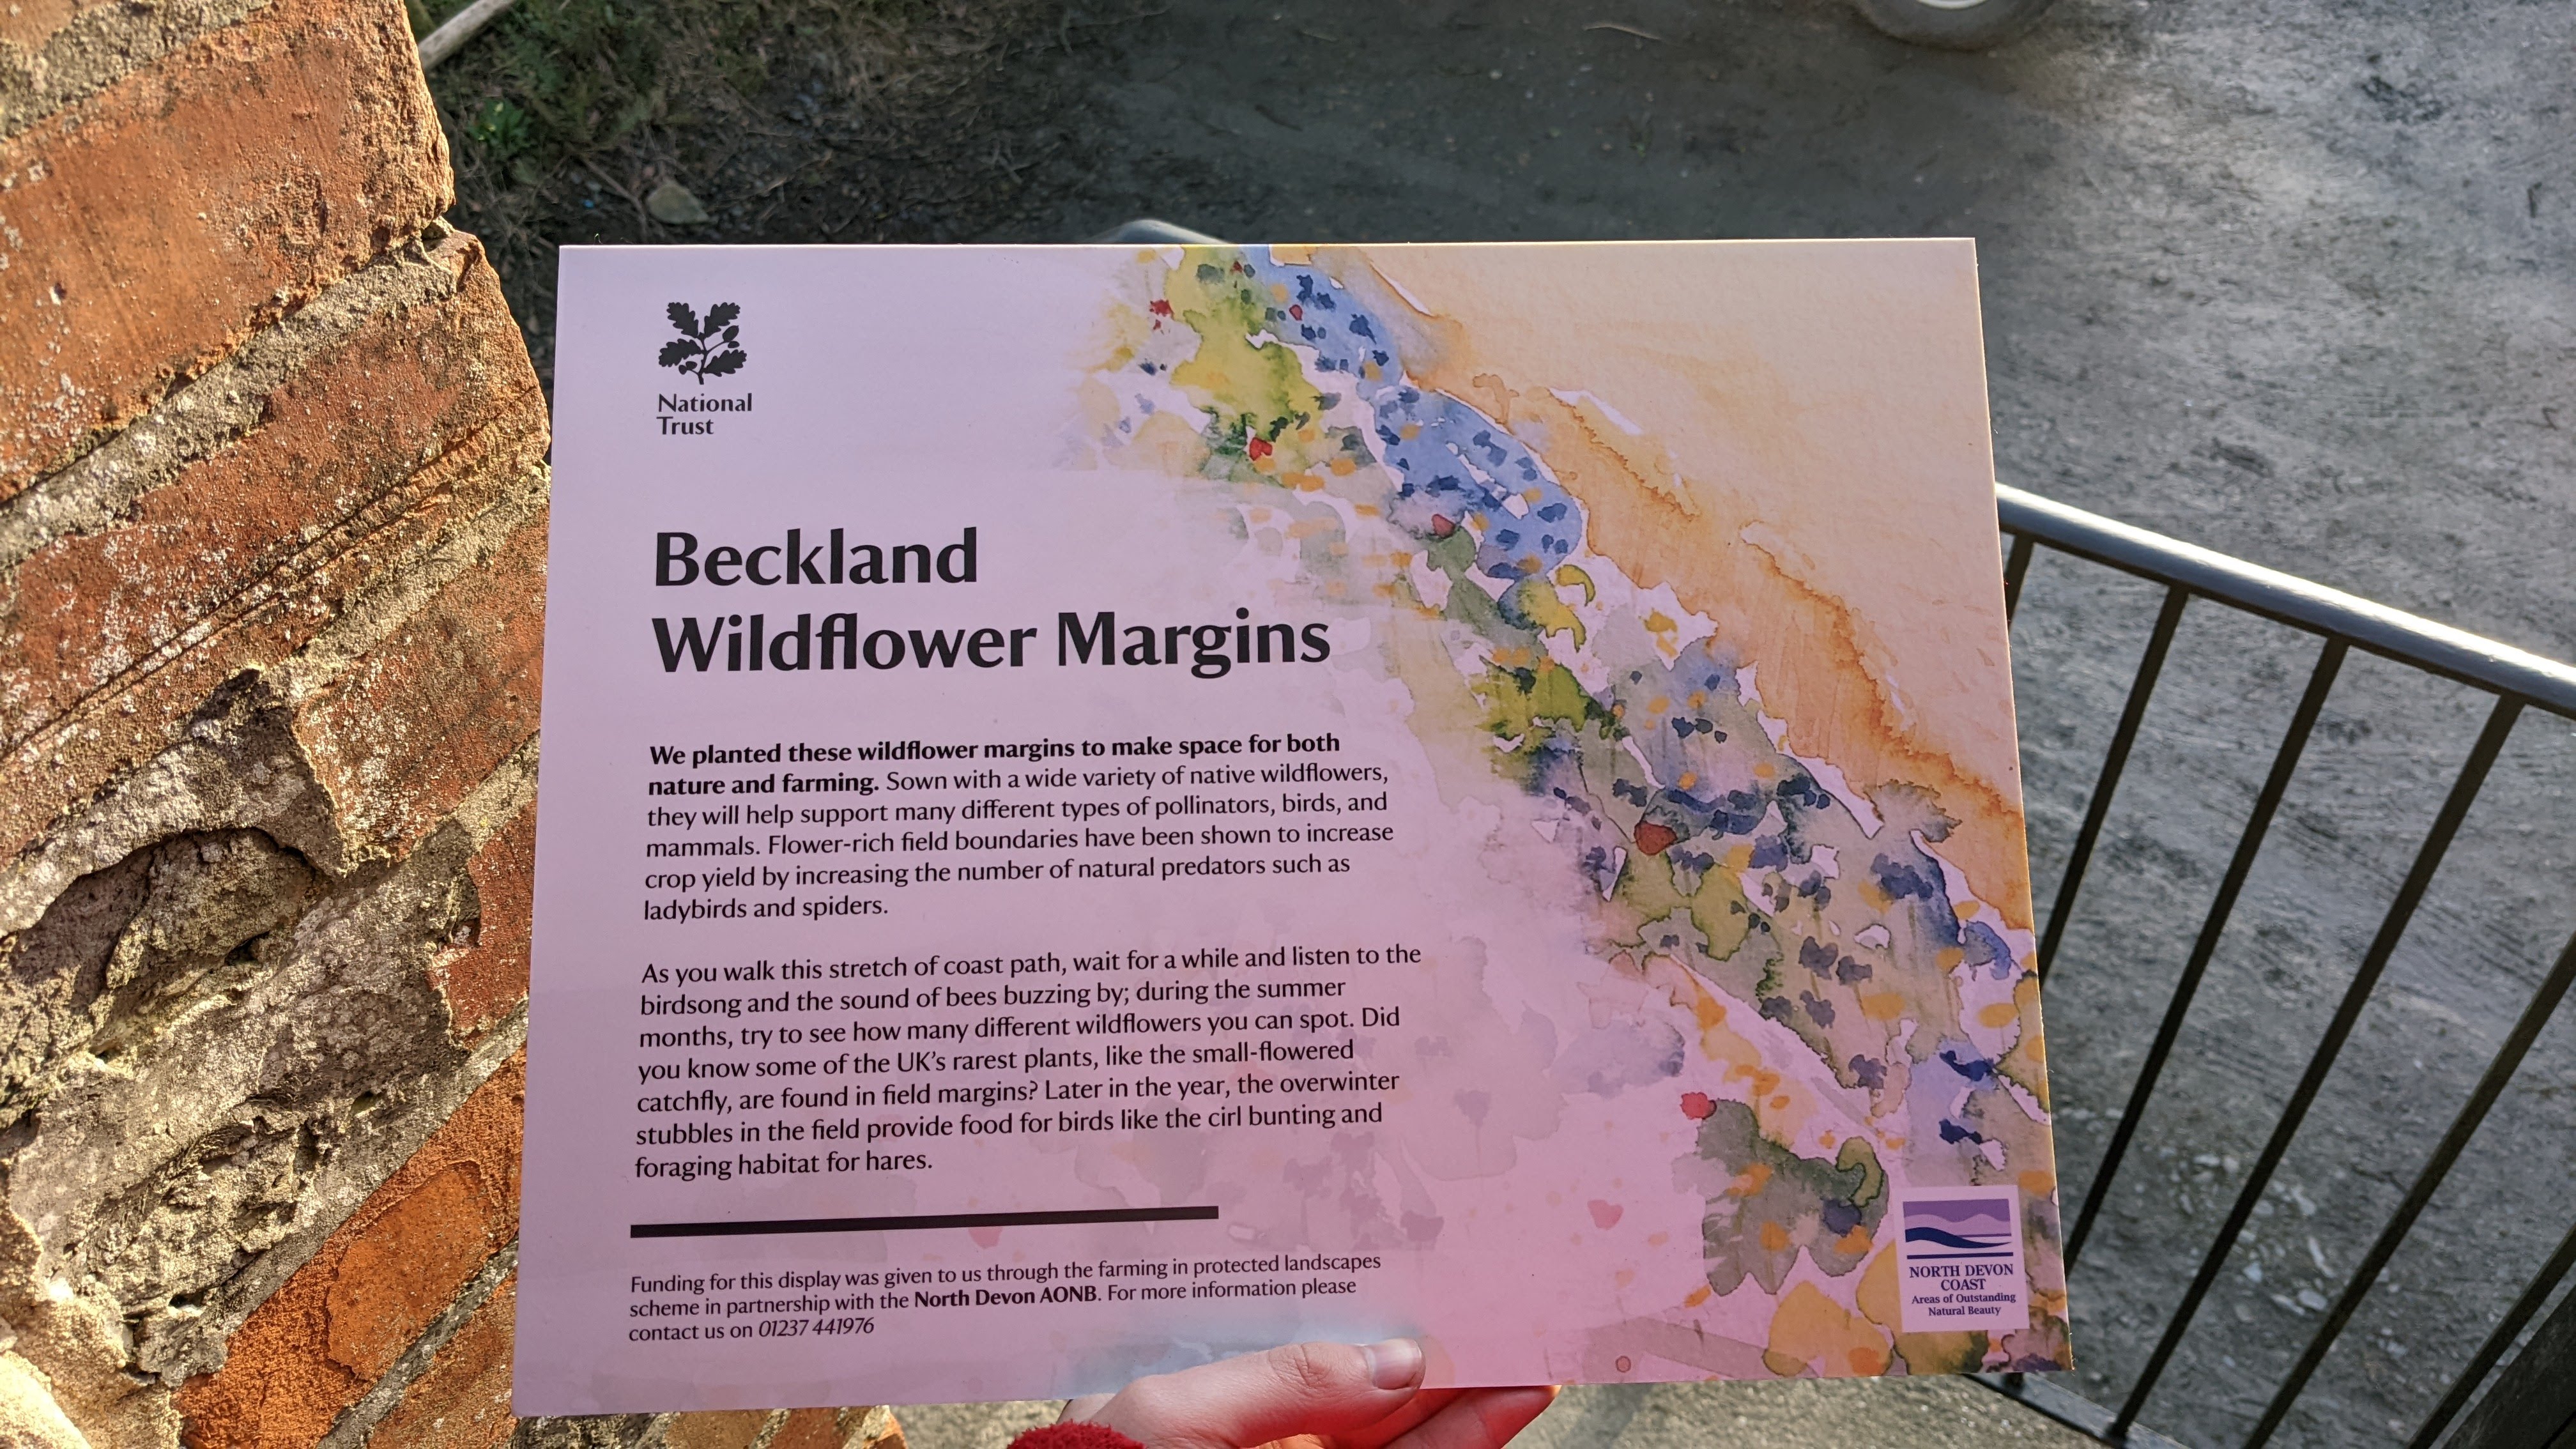 National
Trust
Beckland
Wildflower Margins
We planted these wildflower margins to make space for both
nature and farming. Sown with a wide variety of native wildflowers,
they will help support many different types of pollinators, birds, and
mammals. Flower-rich field boundaries have been shown to increase
crop yield by increasing the number of natural predators such as
ladybirds and spiders.
As you walk this stretch of coast path, wait for a while and listen to the
birdsong and the sound of bees buzzing by; during the summer
months, try to see how many different wildflowers you can spot. Did
you know some of the UK's rarest plants, like the small-flowered
catchfly, are found in field margins? Later in the year, the overwinter
stubbles in the field provide food for birds like the cirl bunting and
foraging habitat for hares.
Funding for this display was given to us through the farming in protected landscapes
scheme in partnership with the North Devon AONB. For more information please
contact us on 01237 441976
NORTH DEVON
COAST
Areas of Outstanding
Natural Beauty